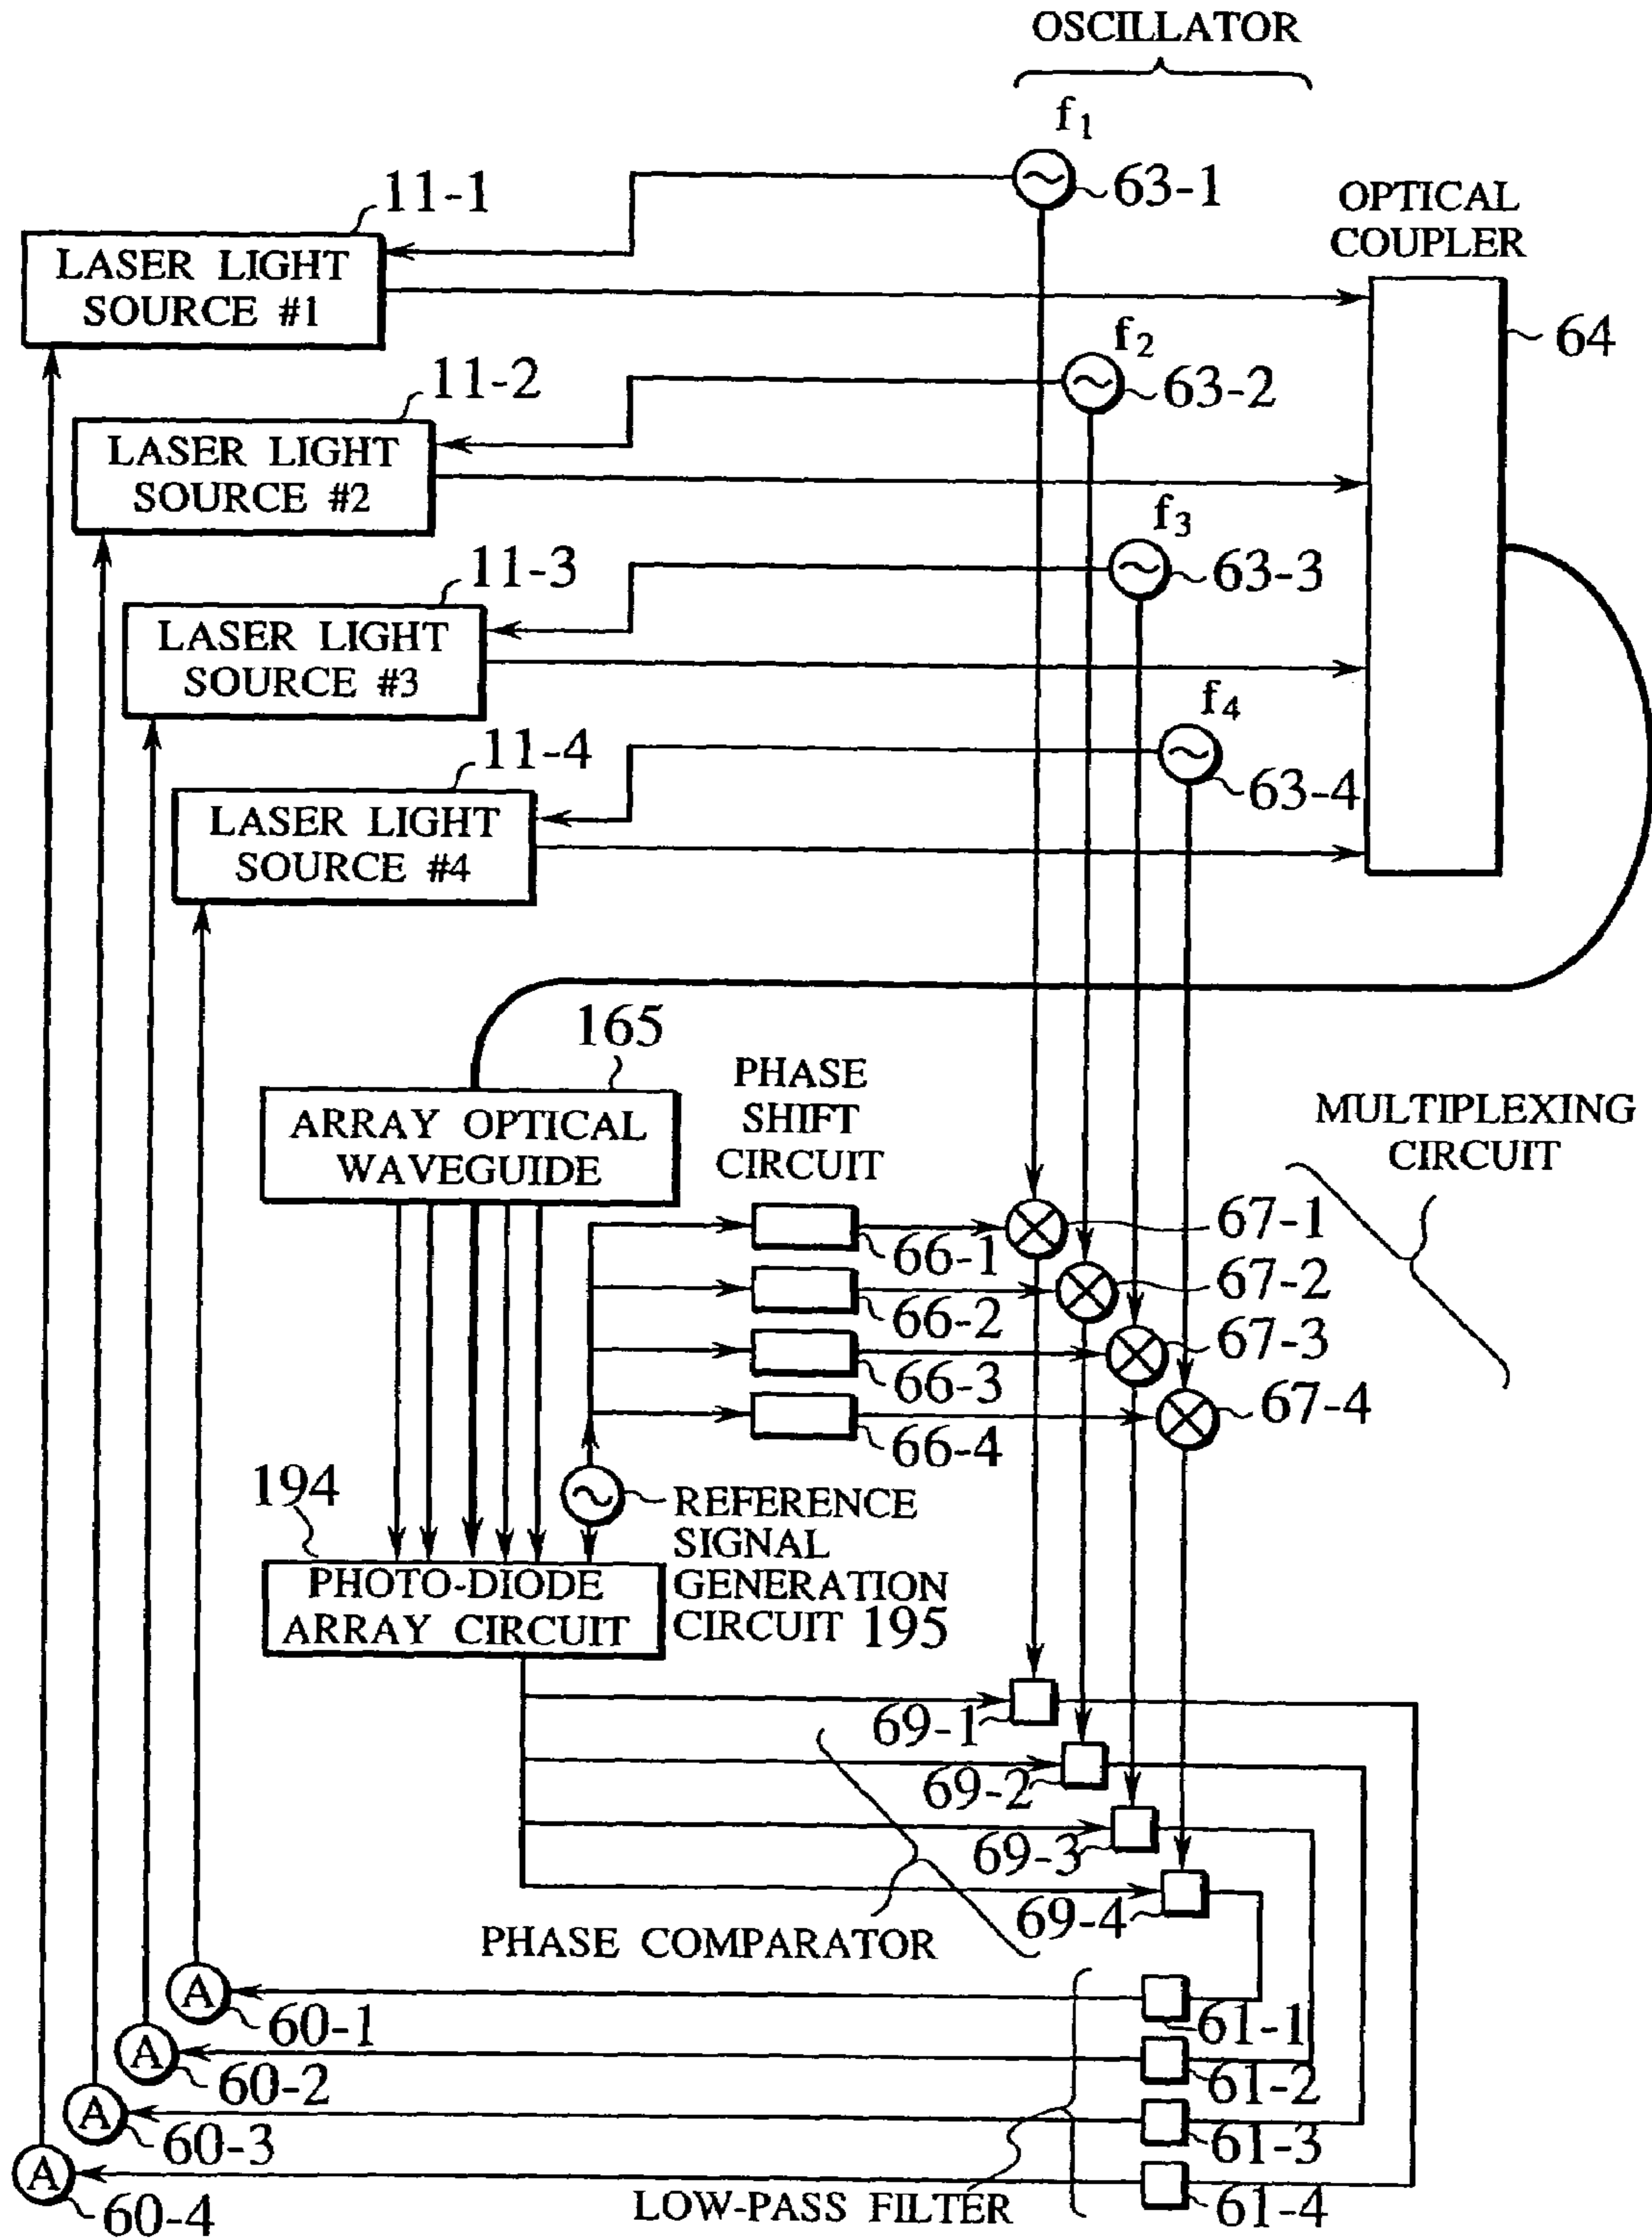 OSCILLATOR
f1
63-1
11-1
OPTICAL
COUPLER
LASER LIGHT
SOURCE #1
64
f2
63-2
11-2
LASER LIGHT
SOURCE #2
f3
63-3
11-3
LASER LIGHT
SOURCE #3
f4
63-4
11-4
LASER LIGHT
SOURCE #4
165
ARRAY OPTICAL
WAVEGUIDE
PHASE
SHIFT
CIRCUIT
MULTIPLEXING
CIRCUIT
66-1
67-1
66-2
67-2
66-3
67-3
66-4
67-4
194
REFERENCE
SIGNAL
GENERATION
CIRCUIT 195
PHOTO-DIODE
ARRAY CIRCUIT
69-1
69-2
69-3
69-4
PHASE COMPARATOR
A
60-1
61-1
A
60-2
61-2
A
60-3
61-3
A
60-4
61-4
LOW-PASS FILTER